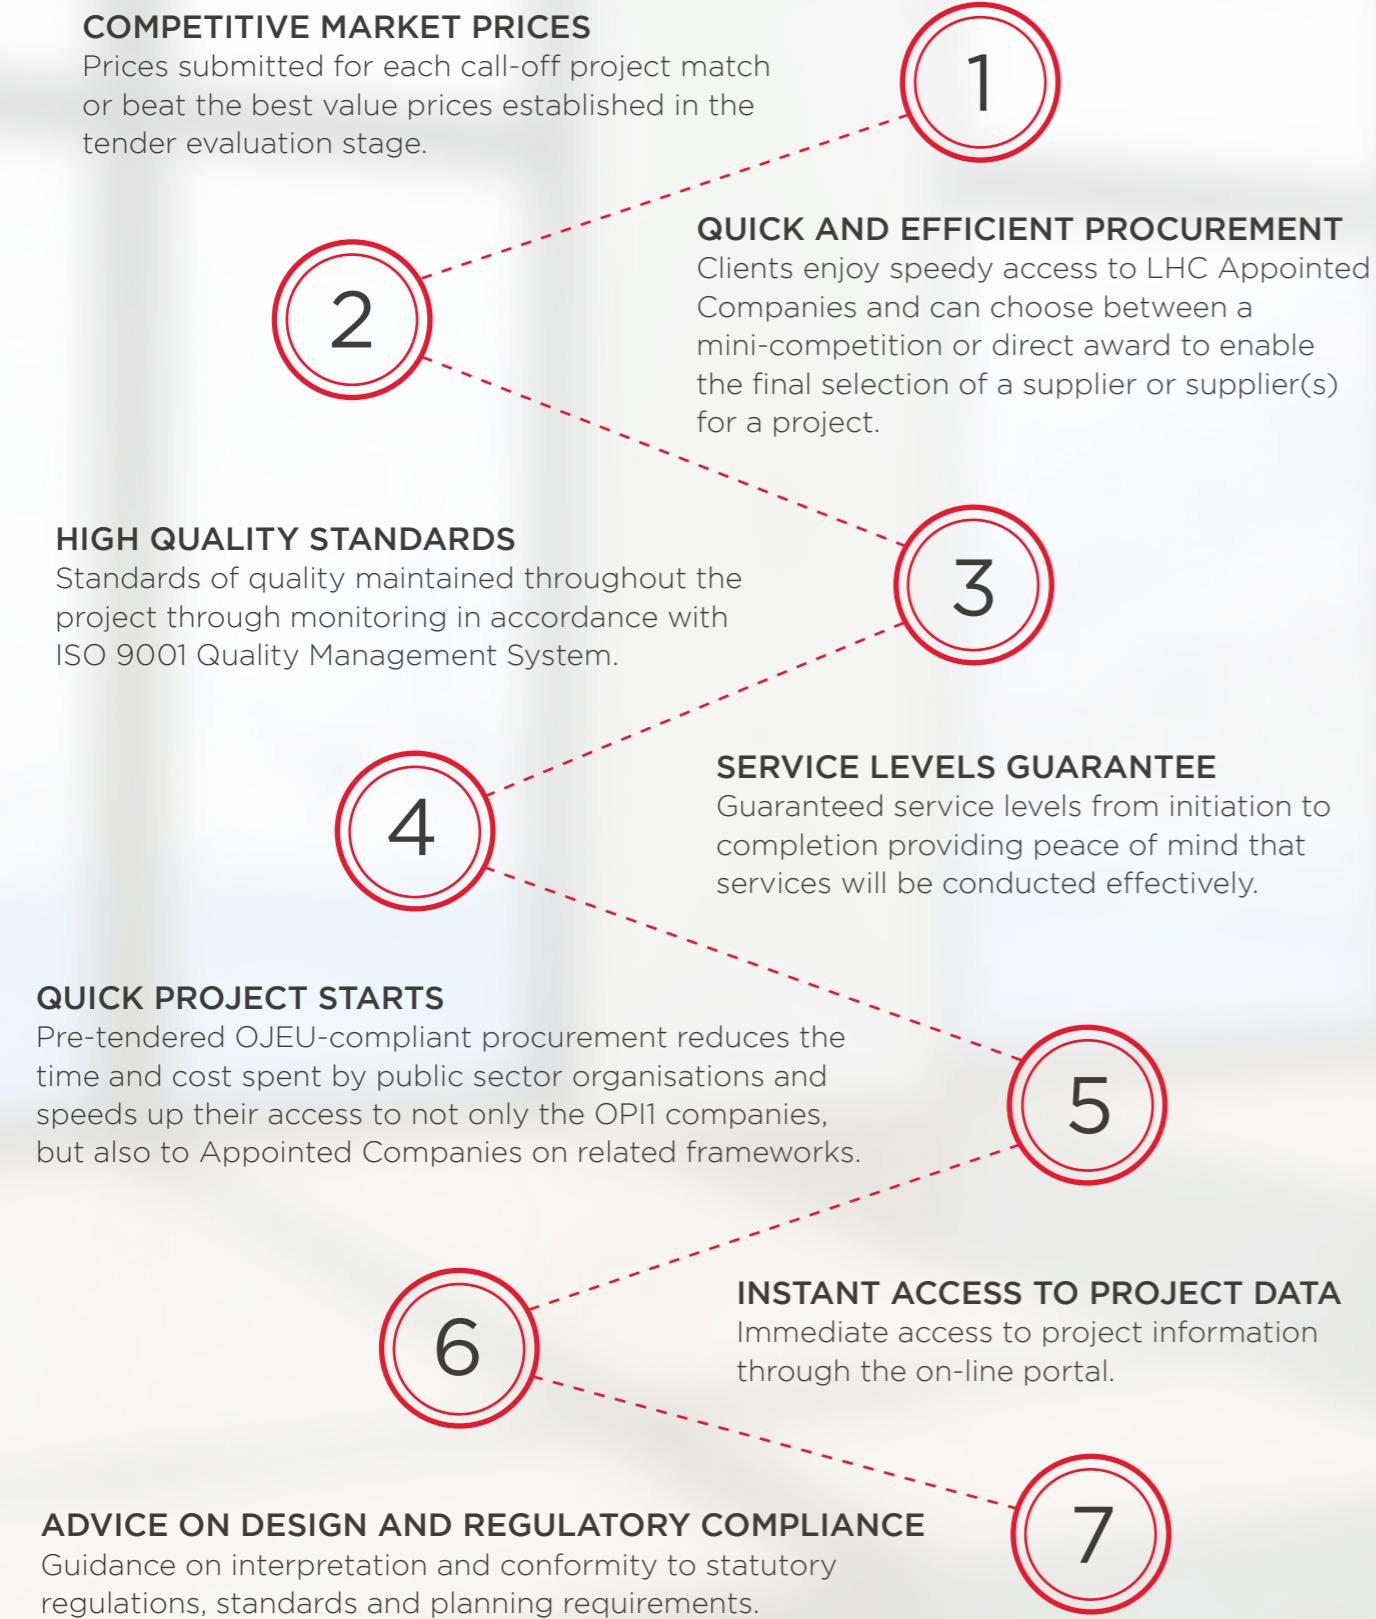 COMPETITIVE MARKET PRICES
Prices submitted for each call-off project match
or beat the best value prices established in the
tender evaluation stage.
1
QUICK AND EFFICIENT PROCUREMENT
Clients enjoy speedy access to LHC Appointed
Companies and can choose between a
mini-competition or direct award to enable
the final selection of a supplier or supplier(s)
for a project.
2
HIGH QUALITY STANDARDS
Standards of quality maintained throughout the
project through monitoring in accordance with
ISO 9001 Quality Management System.
3
SERVICE LEVELS GUARANTEE
Guaranteed service levels from initiation to
completion providing peace of mind that
services will be conducted effectively.
4
QUICK PROJECT STARTS
Pre-tendered OJEU-compliant procurement reduces the
time and cost spent by public sector organisations and
speeds up their access to not only the OPI1 companies,
but also to Appointed Companies on related frameworks.
5
INSTANT ACCESS TO PROJECT DATA
Immediate access to project information
through the on-line portal.
6
ADVICE ON DESIGN AND REGULATORY COMPLIANCE
Guidance on interpretation and conformity to statutory
regulations, standards and planning requirements.
7